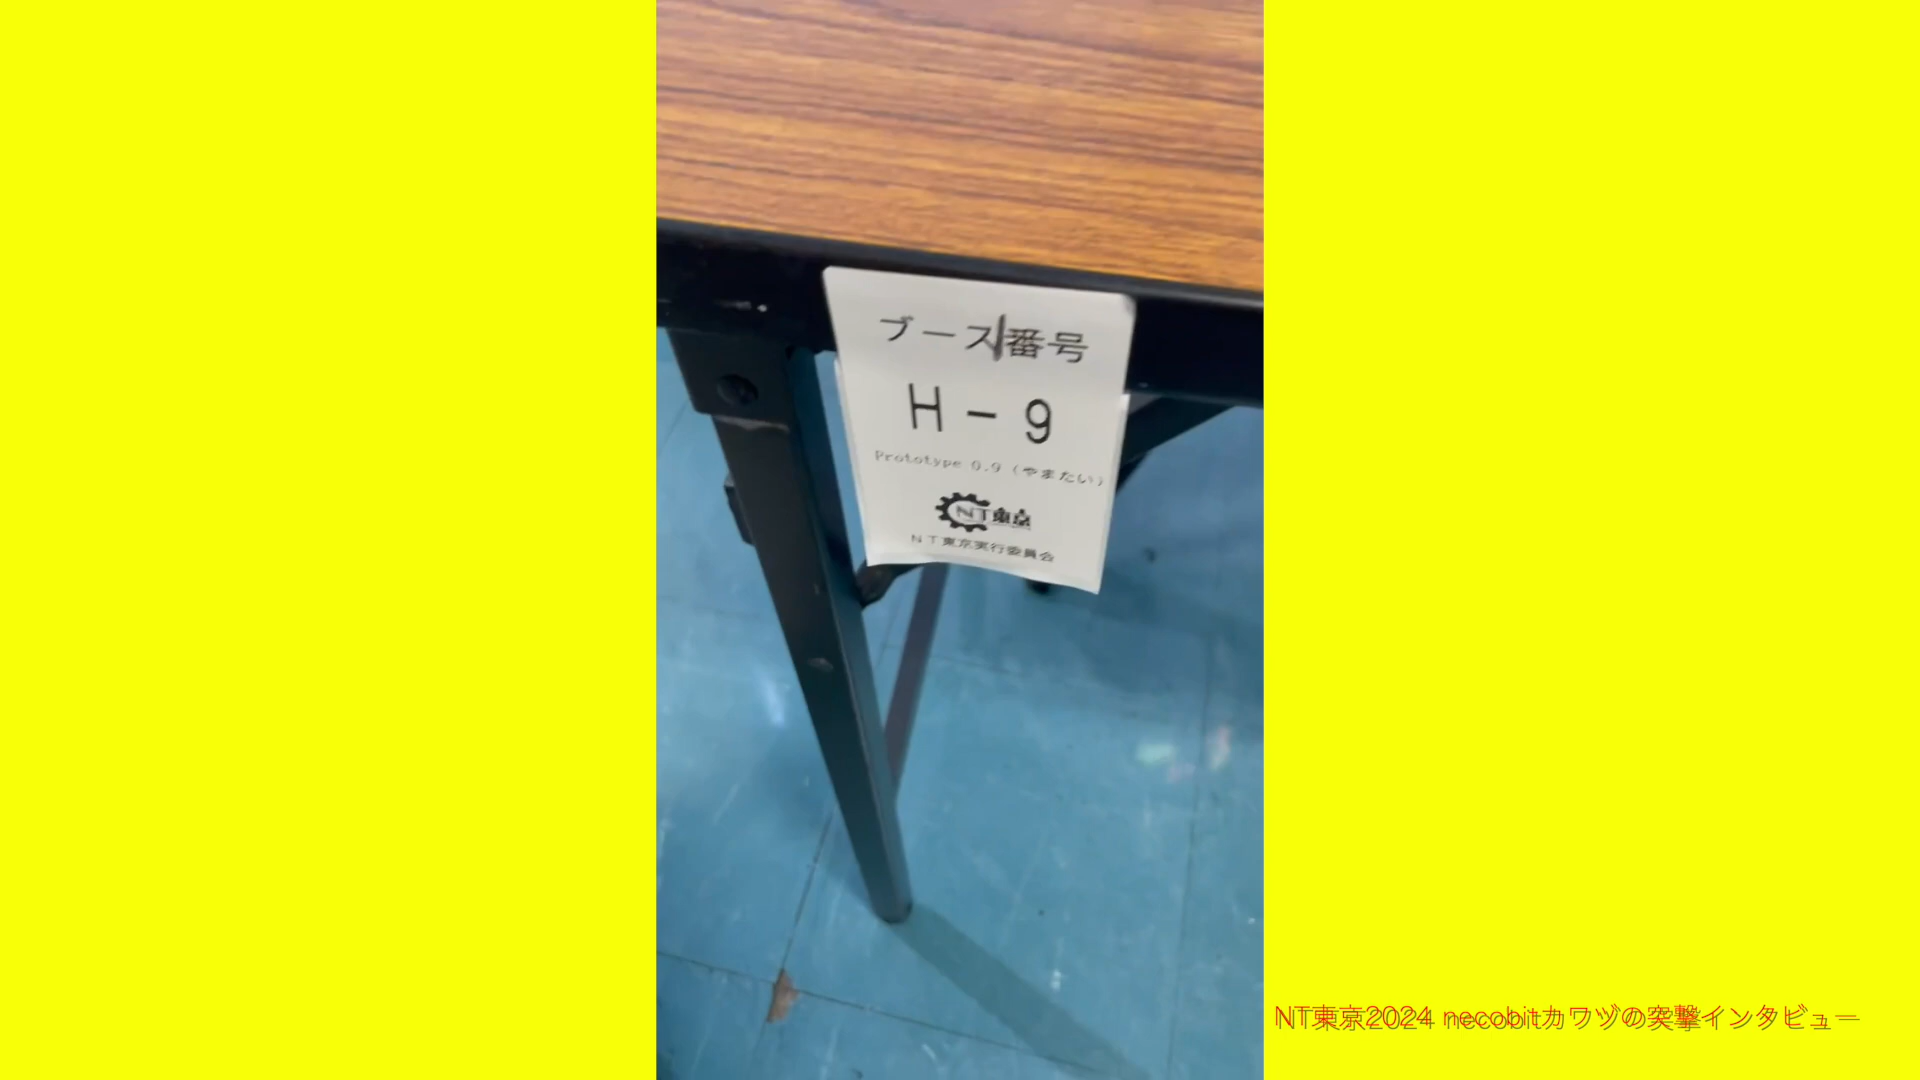 ブース番号
H-9
Prototype 0.9 (やまたい)
NT東京
NT東京実行委員会
NT東京2024 necobitカワヅの突撃インタビュー